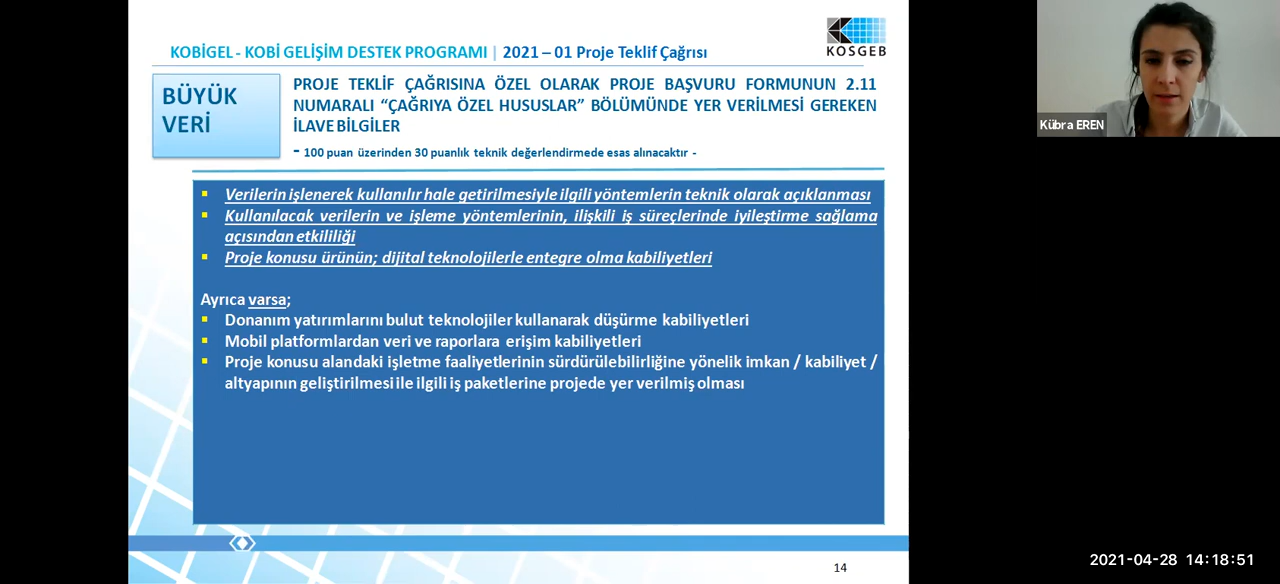 KOSGEB
KOBİGEL - KOBİ GELİŞİM DESTEK PROGRAMI | 2021 – 01 Proje Teklif Çağrısı
BÜYÜK
VERİ
PROJE TEKLİF ÇAĞRISINA ÖZEL OLARAK PROJE BAŞVURU FORMUNUN 2.11
NUMARALI “ÇAĞRIYA ÖZEL HUSUSLAR” BÖLÜMÜNDE YER VERİLMESİ GEREKEN
İLAVE BİLGİLER
- 100 puan üzerinden 30 puanlık teknik değerlendirmede esas alınacaktır -
Verilerin işlenerek kullanılır hale getirilmesiyle ilgili yöntemlerin teknik olarak açıklanması
Kullanılacak verilerin ve işleme yöntemlerinin, ilişkili iş süreçlerinde iyileştirme sağlama
açısından etkililiği
Proje konusu ürünün; dijital teknolojilerle entegre olma kabiliyetleri
Ayrıca varsa;
Donanım yatırımlarını bulut teknolojiler kullanarak düşürme kabiliyetleri
Mobil platformlardan veri ve raporlara erişim kabiliyetleri
Proje konusu alandaki işletme faaliyetlerinin sürdürülebilirliğine yönelik imkan / kabiliyet /
altyapının geliştirilmesi ile ilgili iş paketlerine projede yer verilmiş olması
14
Kübra EREN
2021-04-28 14:18:51